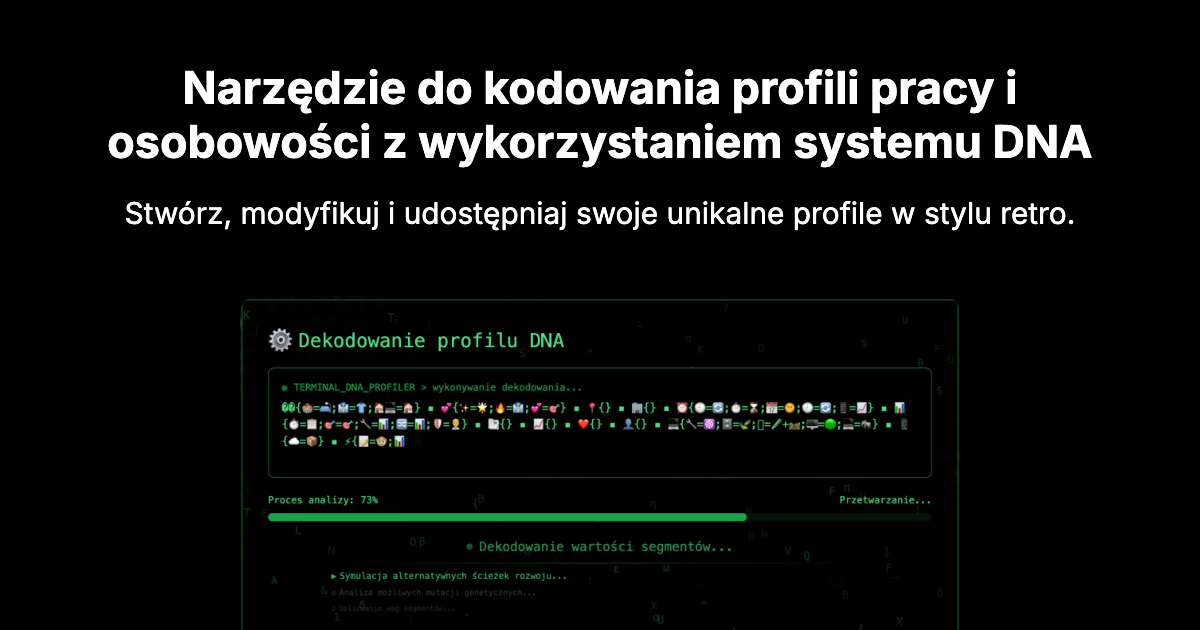 Narzędzie do kodowania profili pracy i
osobowości z wykorzystaniem systemu DNA
Stwórz, modyfikuj i udostępniaj swoje unikalne profile w stylu retro.
Dekodowanie profilu DNA
TERMINAL_DNA_PROFILER > wykonywanie dekodowania...
Proces analizy: 73%
Przetwarzanie...
Dekodowanie wartości segmentów...
Symulacja alternatywnych ścieżek rozwoju...
Analiza możliwych mutacji genetycznych...
Obliczanie wag segmentów...